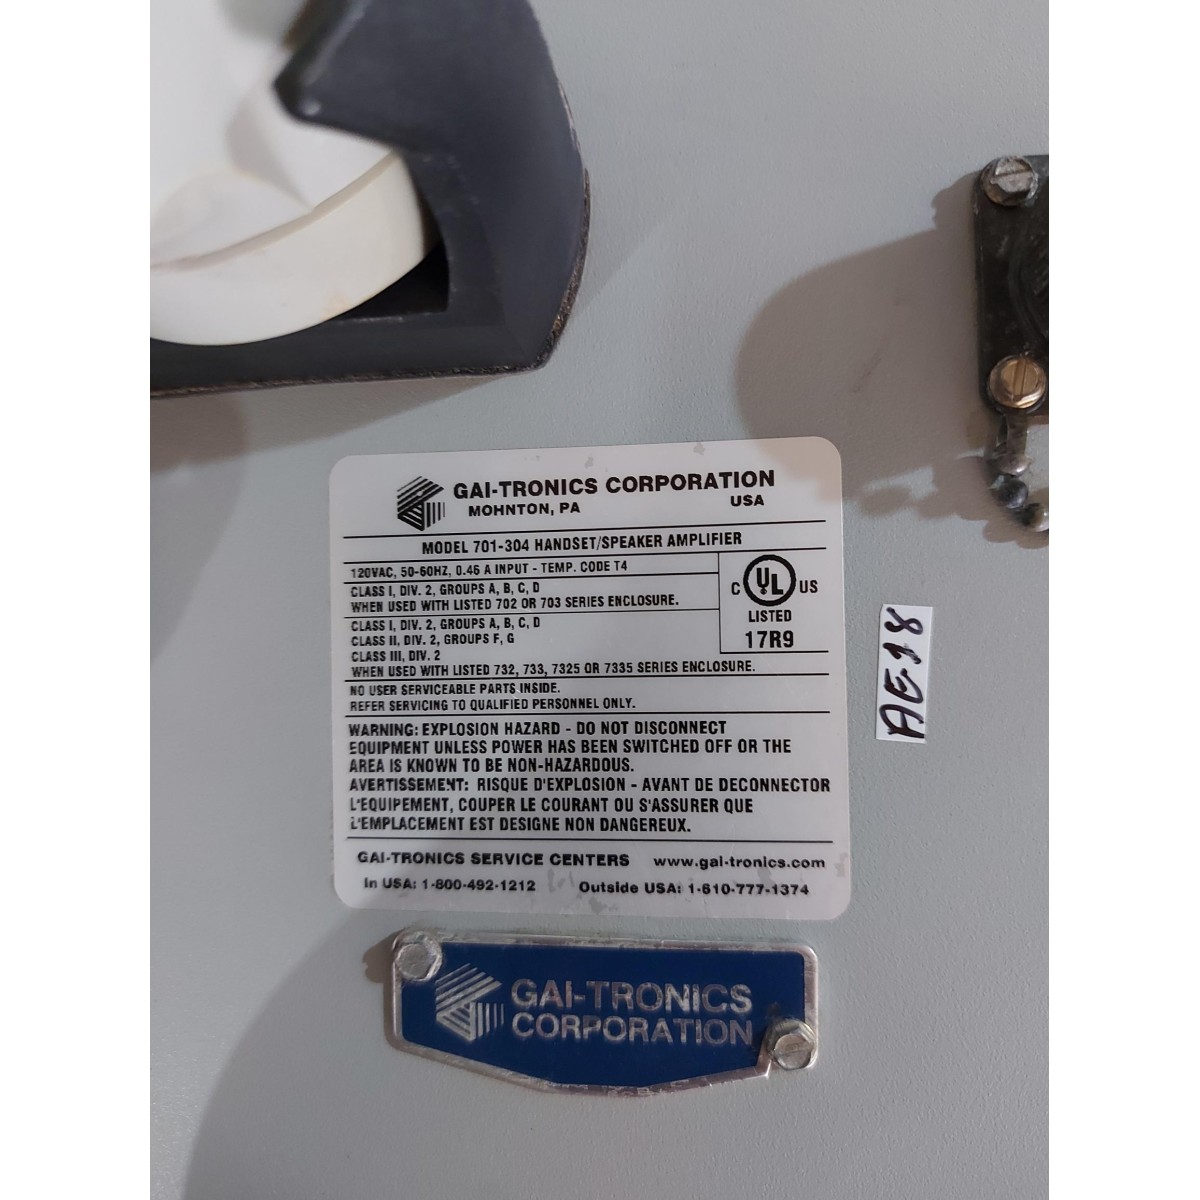 GAI-TRONICS CORPORATION
MOHNTON, PA USA
MODEL 701-304 HANDSET/SPEAKER AMPLIFIER
120VAC, 50-60HZ, 0.46 A INPUT - TEMP. CODE T4
CLASS I, DIV. 2, GROUPS A, B, C, D
WHEN USED WITH LISTED 702 OR 703 SERIES ENCLOSURE.
CLASS I, DIV. 2, GROUPS A, B, C, D
CLASS II, DIV. 2, GROUPS F, G
CLASS III, DIV. 2
WHEN USED WITH LISTED 732, 733, 7325 OR 7335 SERIES ENCLOSURE.
C UL US
LISTED
17R9
NO USER SERVICEABLE PARTS INSIDE.
REFER SERVICING TO QUALIFIED PERSONNEL ONLY.
WARNING: EXPLOSION HAZARD - DO NOT DISCONNECT
EQUIPMENT UNLESS POWER HAS BEEN SWITCHED OFF OR THE
AREA IS KNOWN TO BE NON-HAZARDOUS.
AVERTISSEMENT: RISQUE D'EXPLOSION - AVANT DE DECONNECTOR
L'EQUIPEMENT, COUPER LE COURANT OU S'ASSURER QUE
L'EMPLACEMENT EST DESIGNE NON DANGEREUX.
GAI-TRONICS SERVICE CENTERS www.gai-tronics.com
In USA: 1-800-492-1212 Outside USA: 1-610-777-1374
AE-18
GAI-TRONICS
CORPORATION